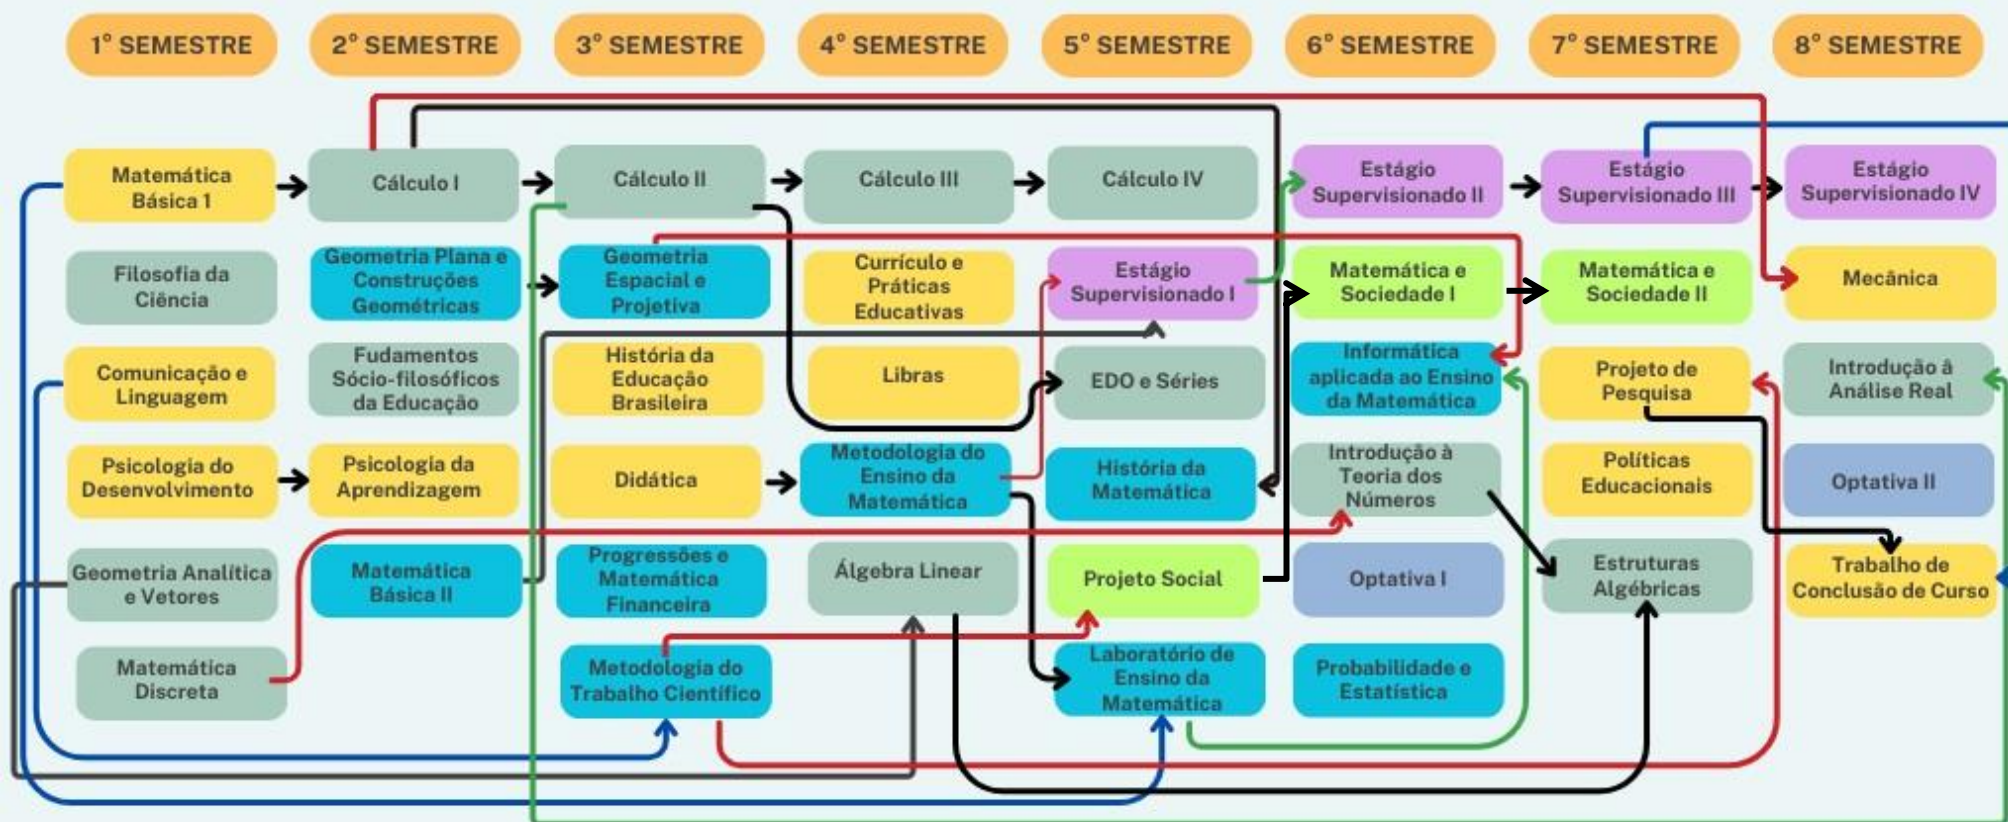 1° SEMESTRE
2° SEMESTRE
3° SEMESTRE
4° SEMESTRE
5° SEMESTRE
6° SEMESTRE
7° SEMESTRE
8° SEMESTRE
Matemática
Básica 1
Cálculo I
Cálculo II
Cálculo III
Cálculo IV
Estágio
Supervisionado II
Estágio
Supervisionado III
Estágio
Supervisionado IV
Filosofia da
Ciência
Geometria Plana e
Construções
Geométricas
Geometria
Espacial e
Projetiva
Currículo e
Práticas
Educativas
Estágio
Supervisionado I
Matemática e
Sociedade I
Matemática e
Sociedade II
Mecânica
Comunicação e
Linguagem
Fudamentos
Sócio-filosóficos
da Educação
História da
Educação
Brasileira
Libras
EDO e Séries
Informática
aplicada ao Ensino
da Matemática
Projeto de
Pesquisa
Introdução à
Análise Real
Psicologia do
Desenvolvimento
Psicologia da
Aprendizagem
Didática
Metodologia do
Ensino da
Matemática
História da
Matemática
Introdução à
Teoria dos
Números
Políticas
Educacionais
Optativa II
Geometria Analítica
e Vetores
Matemática
Básica II
Progressões e
Matemática
Financeira
Álgebra Linear
Projeto Social
Optativa I
Estruturas
Algébricas
Trabalho de
Conclusão de Curso
Matemática
Discreta
Metodologia do
Trabalho Científico
Laboratório de
Ensino da
Matemática
Probabilidade e
Estatística